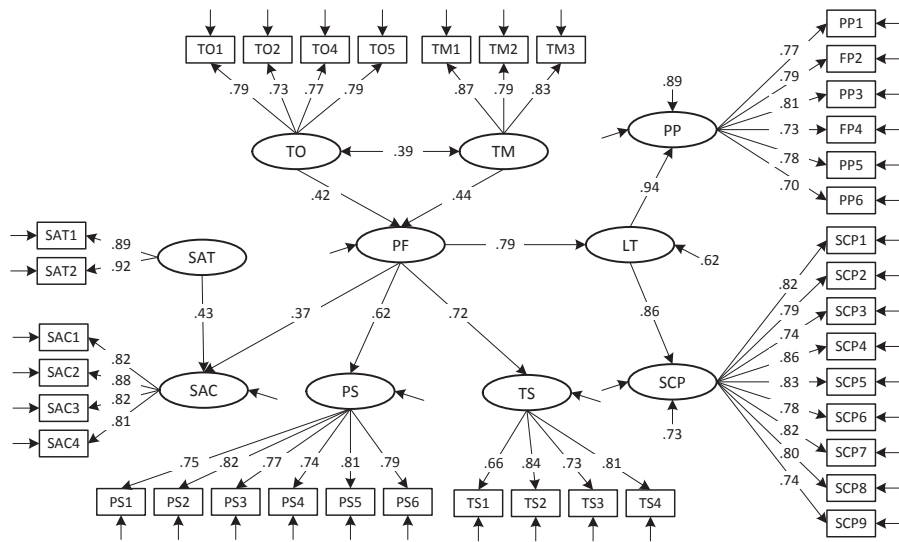 TO1 TO2 TO4 TO5 TM1 TM2 TM3 PP1
.79 .73 .77 .79 .87 .79 .83 .77
FP2
.79
.89 .81 PP3
TO .39 TM PP .73 FP4
.78 PP5
.70 PP6
.42 .44 .94
SAT1 .89 SAT PF .79 LT .62 SCP1
SAT2 .92 .82
.79 SCP2
.43 .37 .62 .72 .86 .74 SCP3
SAC1 .82 .86 SCP4
SAC2 .88 SAC PS TS SCP .83 SCP5
SAC3 .82 .78 SCP6
SAC4 .81 .73 .82 SCP7
.75 .82 .77 .74 .81 .79 .66 .84 .73 .81 .80 SCP8
PS1 PS2 PS3 PS4 PS5 PS6 TS1 TS2 TS3 TS4 .74 SCP9